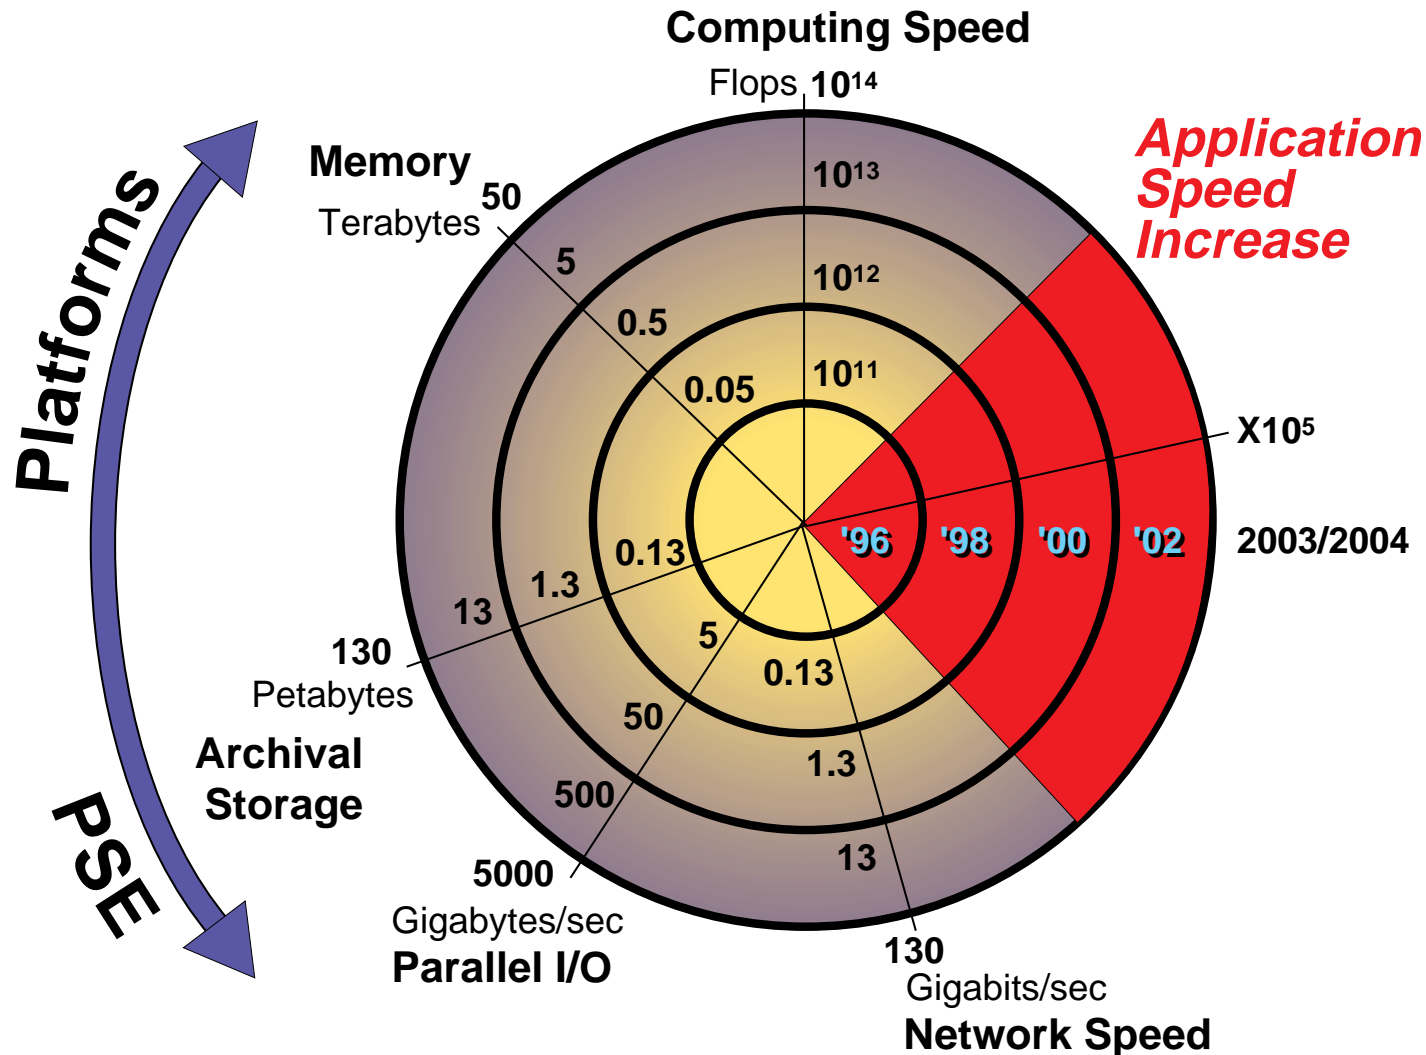 Computing Speed
Flops 10¹⁴
Application
Speed
Increase
Memory
50
Terabytes
10¹³
5
10¹²
0.5
10¹¹
0.05
X10⁵
Platforms
'96 '98 '00 '02 2003/2004
0.13
1.3
13
130
Petabytes
Archival
Storage
5
50
500
5000
Gigabytes/sec
Parallel I/O
0.13
1.3
13
130
Gigabits/sec
Network Speed
PSE